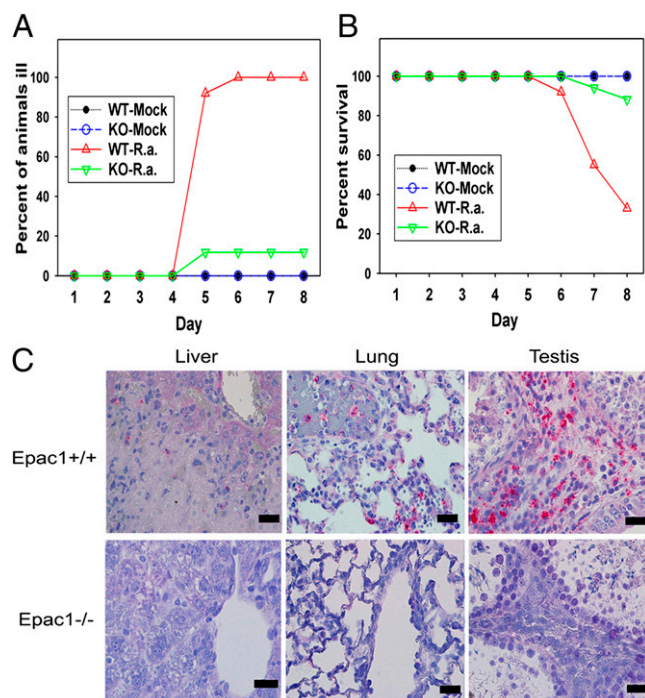 A
Percent of animals ill
100
80
60
40
20
0
WT-Mock
KO-Mock
WT-R.a.
KO-R.a.
1 2 3 4 5 6 7 8
Day
B
Percent survival
100
80
60
40
20
0
WT-Mock
KO-Mock
WT-R.a.
KO-R.a.
1 2 3 4 5 6 7 8
Day
C
Liver Lung Testis
Epac1+/+
Epac1-/-